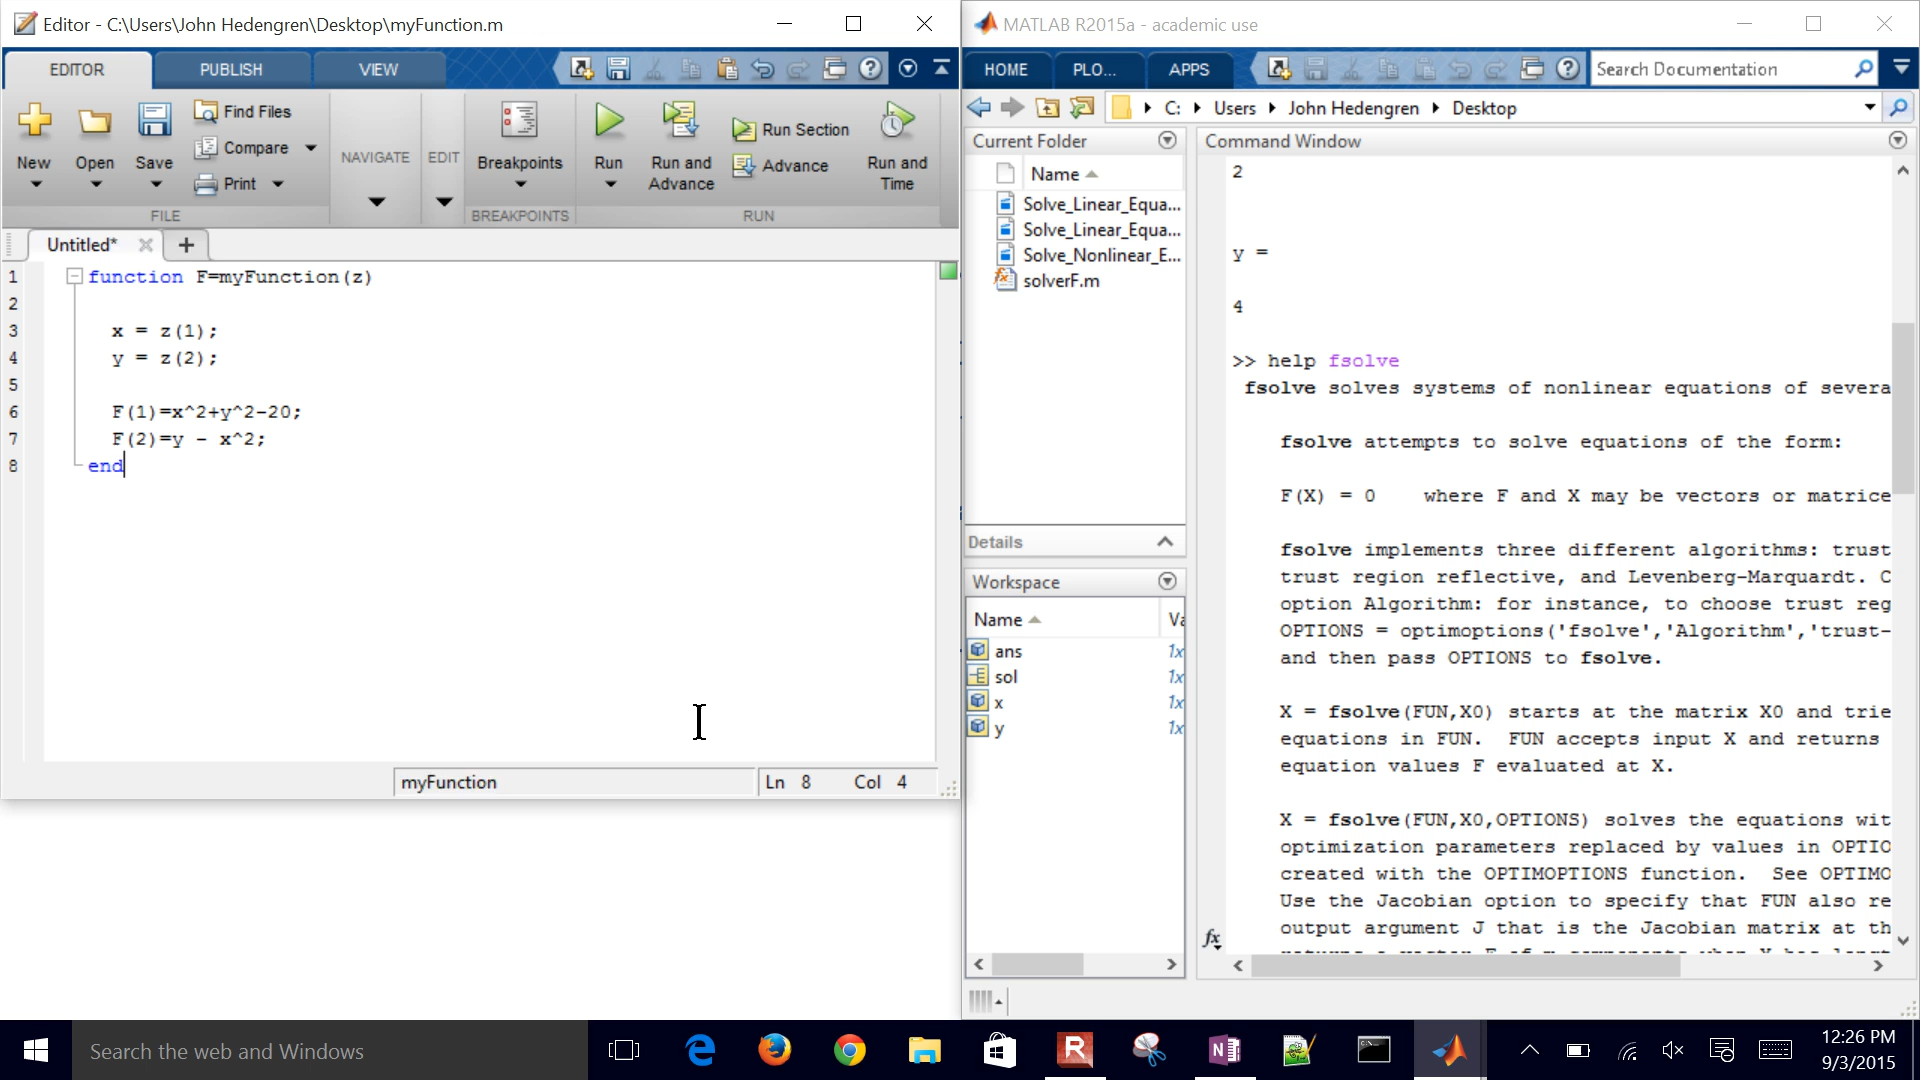 Editor - C:\Users\John Hedengren\Desktop\myFunction.m
EDITOR
PUBLISH
VIEW
New
Open
Save
Find Files
Compare
Print
FILE
NAVIGATE
EDIT
Breakpoints
BREAKPOINTS
Run
Run and
Advance
Run Section
Advance
Run and
Time
RUN
Untitled*
1 function F=myFunction(z)
2
3 x = z(1);
4 y = z(2);
5
6 F(1)=x^2+y^2-20;
7 F(2)=y - x^2;
8 end
myFunction
Ln 8 Col 4
MATLAB R2015a - academic use
HOME
PLO...
APPS
Search Documentation
C: Users John Hedengren Desktop
Current Folder
Name
Solve_Linear_Equa...
Solve_Linear_Equa...
Solve_Nonlinear_E...
solverF.m
Details
Workspace
Name Va
ans 1x
sol 1x
x 1x
y 1x
Command Window
2
y =
4
>> help fsolve
fsolve solves systems of nonlinear equations of severa
fsolve attempts to solve equations of the form:
F(X) = 0 where F and X may be vectors or matrice
fsolve implements three different algorithms: trust
trust region reflective, and Levenberg-Marquardt. C
option Algorithm: for instance, to choose trust reg
OPTIONS = optimoptions('fsolve','Algorithm','trust-
and then pass OPTIONS to fsolve.
X = fsolve(FUN,X0) starts at the matrix X0 and trie
equations in FUN. FUN accepts input X and returns
equation values F evaluated at X.
X = fsolve(FUN,X0,OPTIONS) solves the equations wit
optimization parameters replaced by values in OPTIO
created with the OPTIMOPTIONS function. See OPTIMO
Use the Jacobian option to specify that FUN also re
output argument J that is the Jacobian matrix at th
fx
Search the web and Windows
12:26 PM
9/3/2015